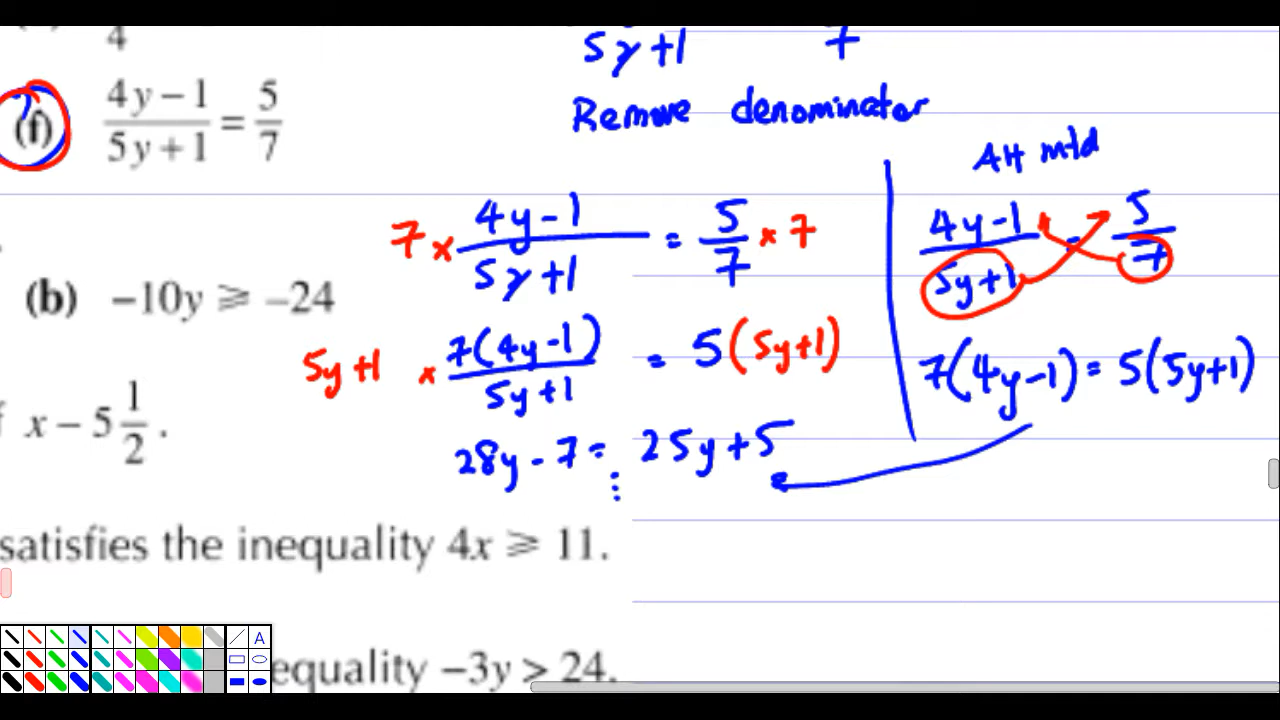 4
5y+1 7
Remove denominator
(f) 4y – 1 / 5y + 1 = 5 / 7
Alt mtd
7 × 4y-1 / 5y+1 = 5 / 7 × 7
4y-1 / 5y+1 = 5 / 7
(b) –10y ⩾ –24
5y+1 × 7(4y-1) / 5y+1 = 5(5y+1)
7(4y-1) = 5(5y+1)
x – 5 1/2 .
28y - 7 = 25y + 5
⋮
satisfies the inequality 4x ⩾ 11.
A
equality –3y > 24.